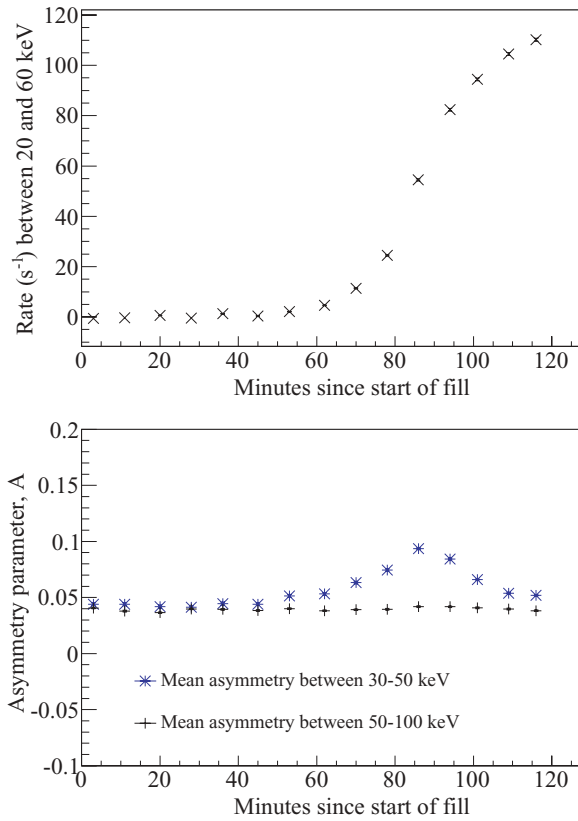 120
100
80
60
40
20
0
Rate (s⁻¹) between 20 and 60 keV
0 20 40 60 80 100 120
Minutes since start of fill
0.2
0.15
0.1
0.05
0
-0.05
-0.1
Asymmetry parameter, A
Mean asymmetry between 30-50 keV
Mean asymmetry between 50-100 keV
0 20 40 60 80 100 120
Minutes since start of fill